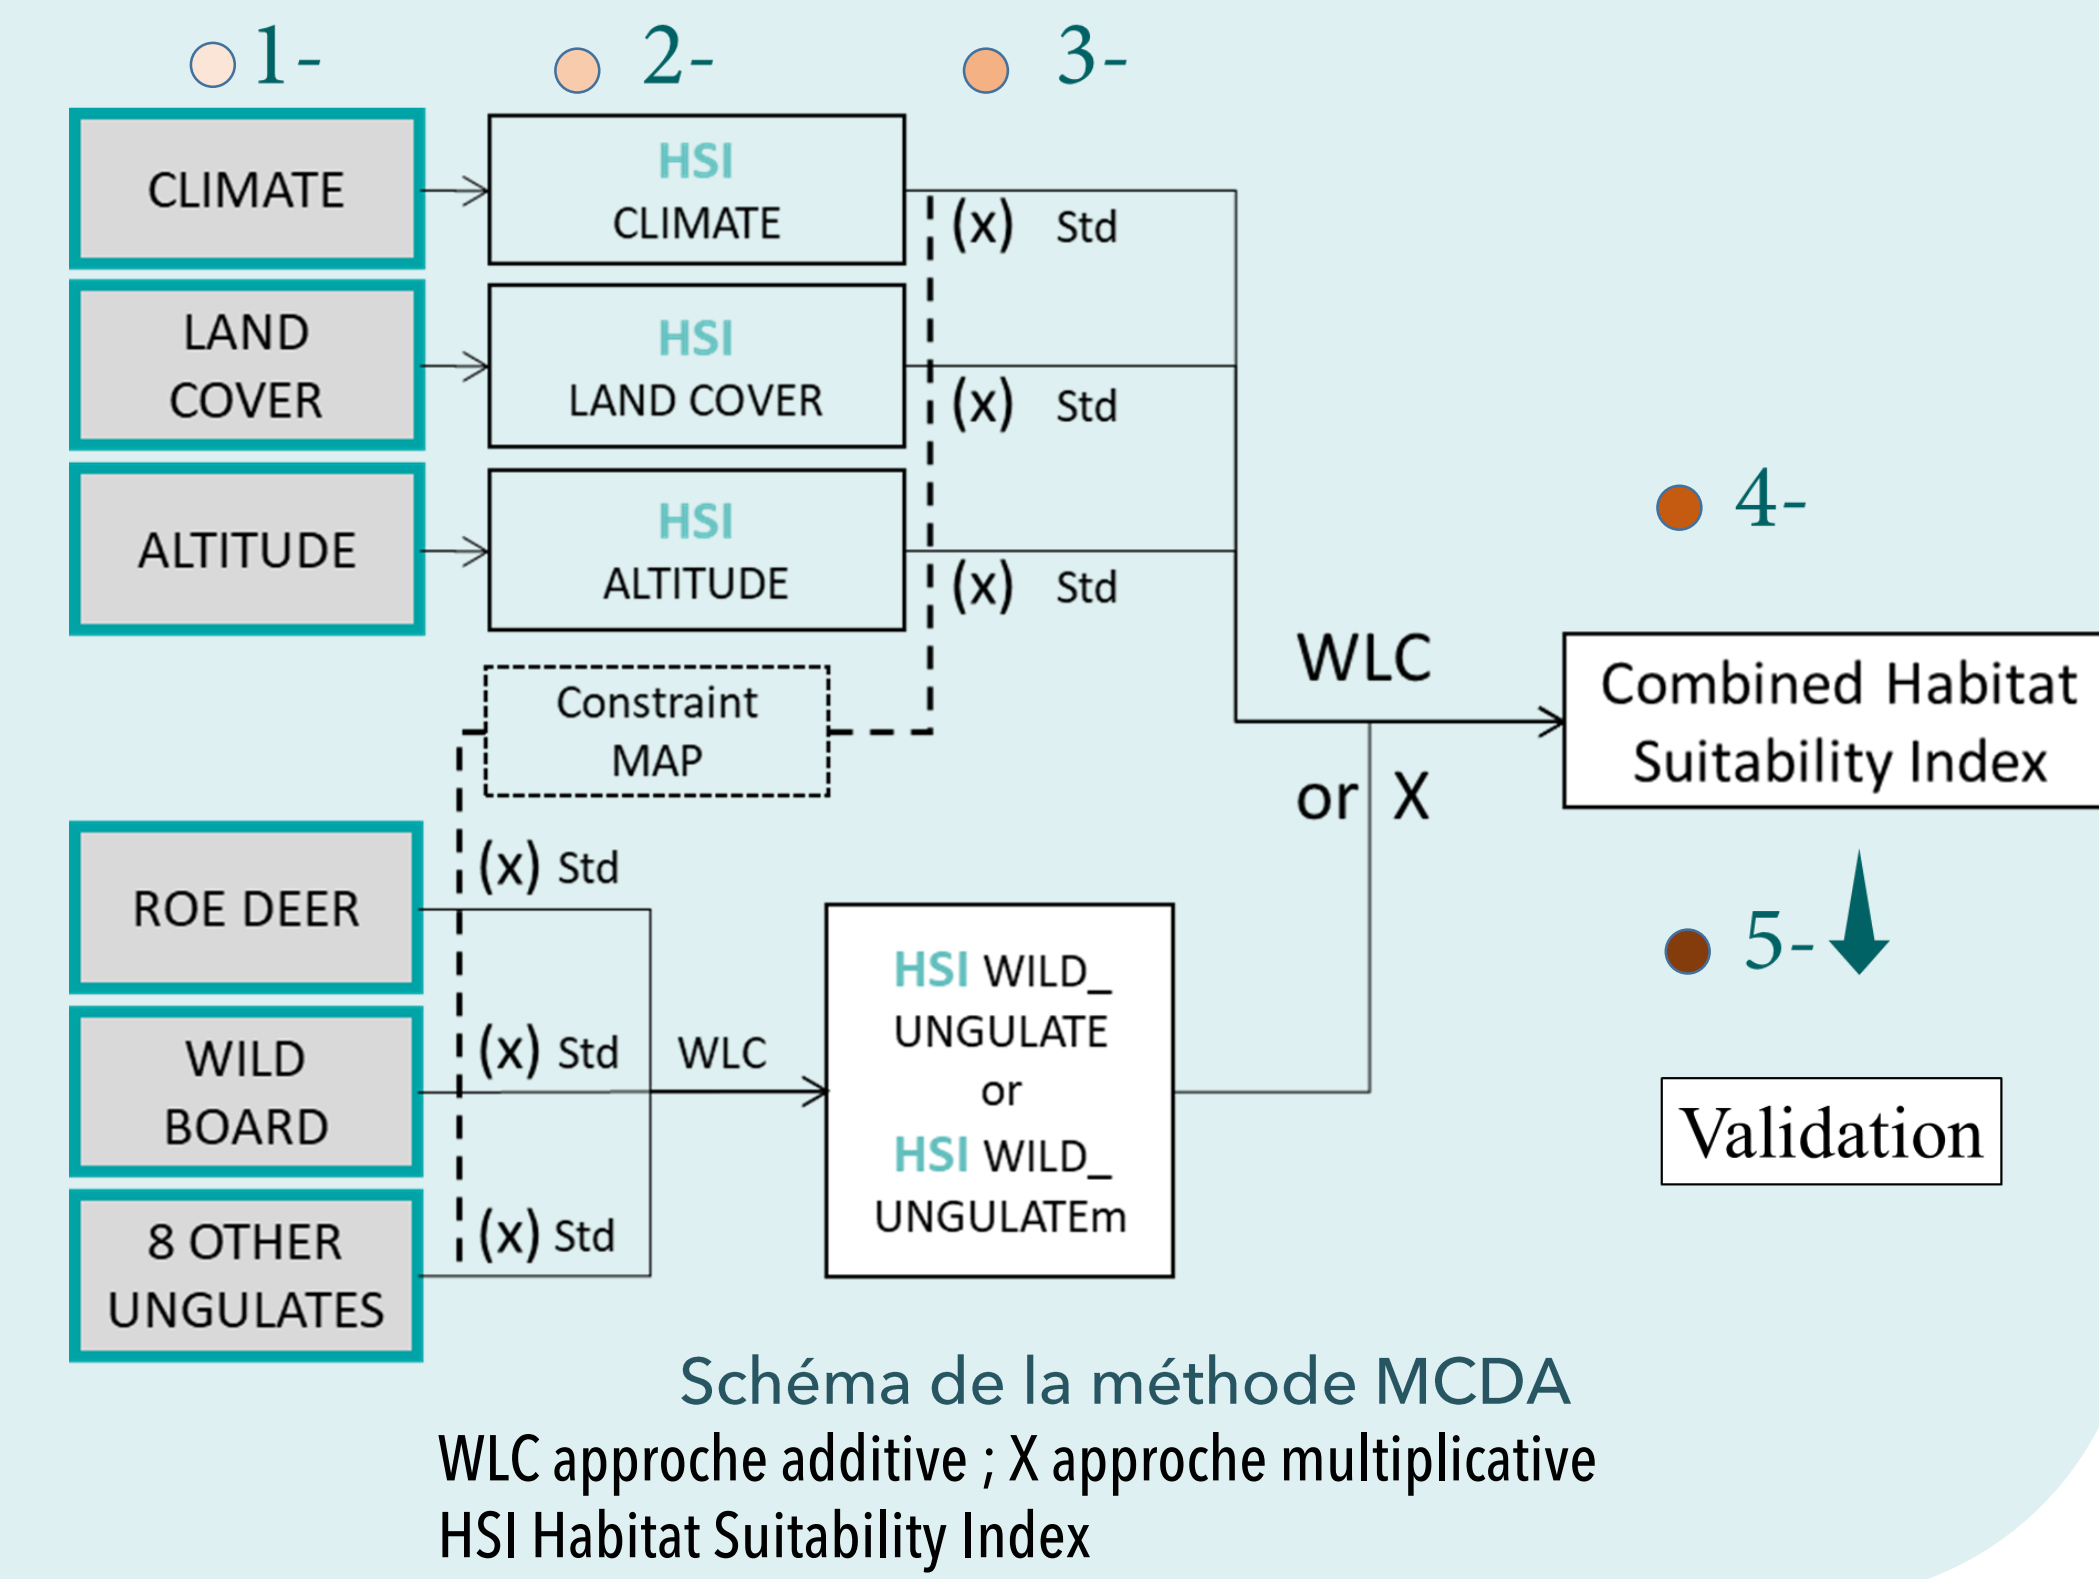 1-
2-
3-
CLIMATE
HSI
CLIMATE
(x) Std
LAND
COVER
HSI
LAND COVER
(x) Std
ALTITUDE
HSI
ALTITUDE
(x) Std
4-
Constraint
MAP
WLC
or X
Combined Habitat
Suitability Index
5-
Validation
ROE DEER
(x) Std
WILD
BOARD
(x) Std
8 OTHER
UNGULATES
(x) Std
WLC
HSI WILD_
UNGULATE
or
HSI WILD_
UNGULATEm
Schéma de la méthode MCDA
WLC approche additive ; X approche multiplicative
HSI Habitat Suitability Index